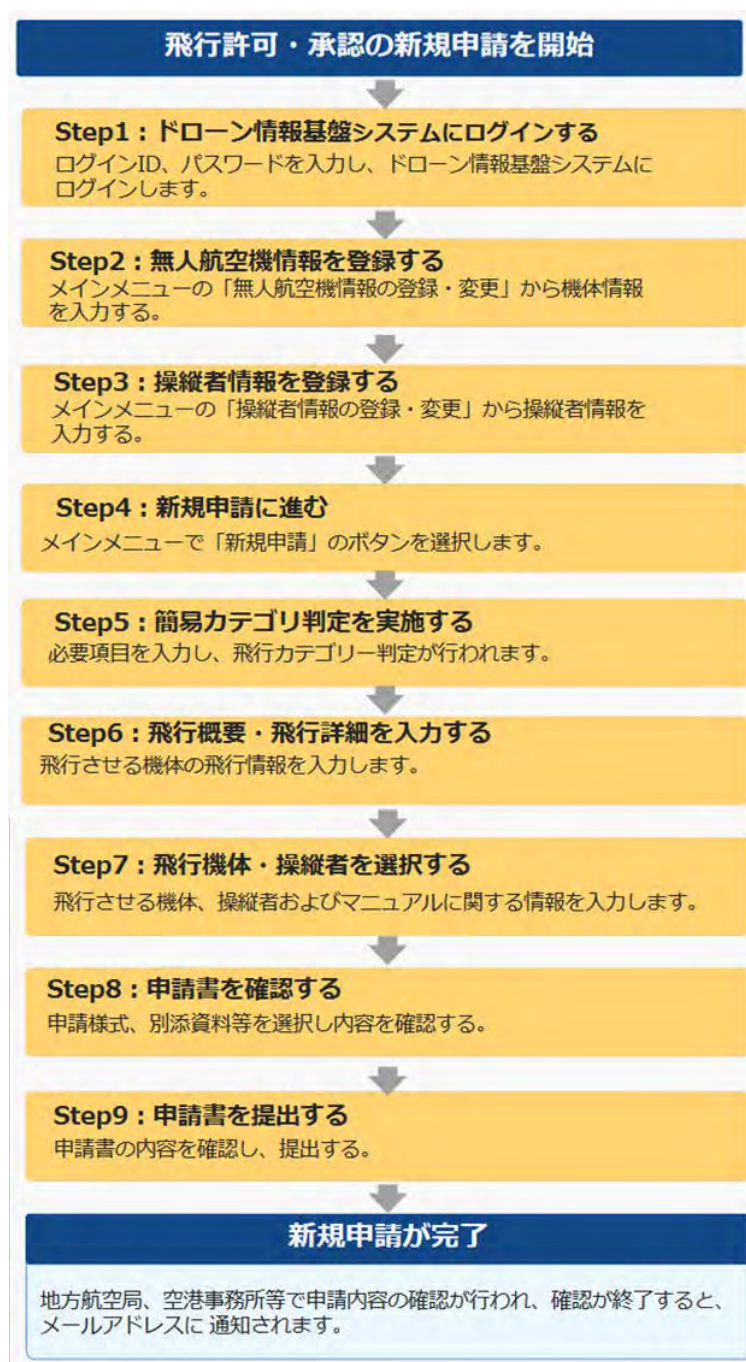 飛行許可・承認の新規申請を開始
Step1：ドローン情報基盤システムにログインする
ログインID、パスワードを入力し、ドローン情報基盤システムに
ログインします。
Step2：無人航空機情報を登録する
メインメニューの「無人航空機情報の登録・変更」から機体情報
を入力する。
Step3：操縦者情報を登録する
メインメニューの「操縦者情報の登録・変更」から操縦者情報を
入力する。
Step4：新規申請に進む
メインメニューで「新規申請」のボタンを選択します。
Step5：簡易カテゴリ判定を実施する
必要項目を入力し、飛行カテゴリー判定が行われます。
Step6：飛行概要・飛行詳細を入力する
飛行させる機体の飛行情報を入力します。
Step7：飛行機体・操縦者を選択する
飛行させる機体、操縦者およびマニュアルに関する情報を入力します。
Step8：申請書を確認する
申請様式、別添資料等を選択し内容を確認する。
Step9：申請書を提出する
申請書の内容を確認し、提出する。
新規申請が完了
地方航空局、空港事務所等で申請内容の確認が行われ、確認が終了すると、
メールアドレスに 通知されます。